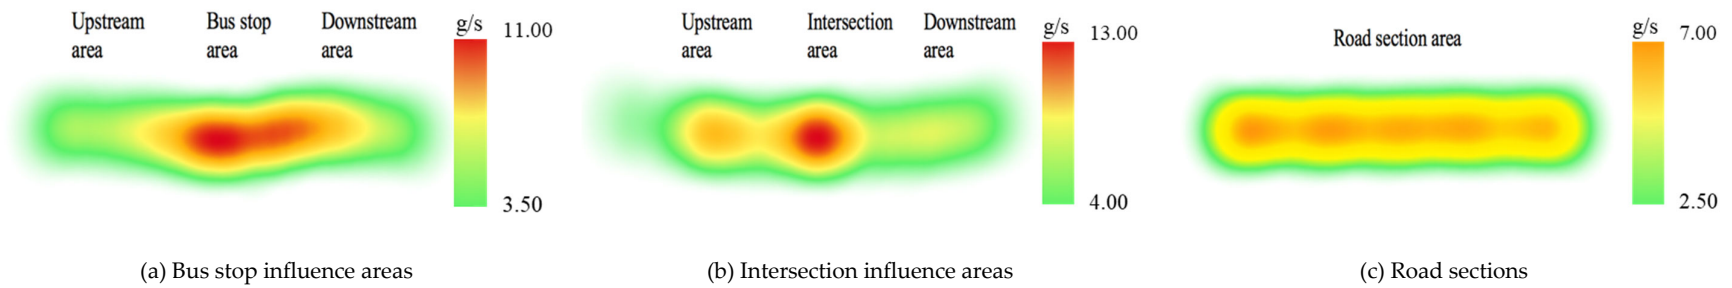 Upstream
area
Bus stop
area
Downstream
area
g/s
11.00
3.50
(a) Bus stop influence areas
Upstream
area
Intersection
area
Downstream
area
g/s
13.00
4.00
(b) Intersection influence areas
Road section area
g/s
7.00
2.50
(c) Road sections